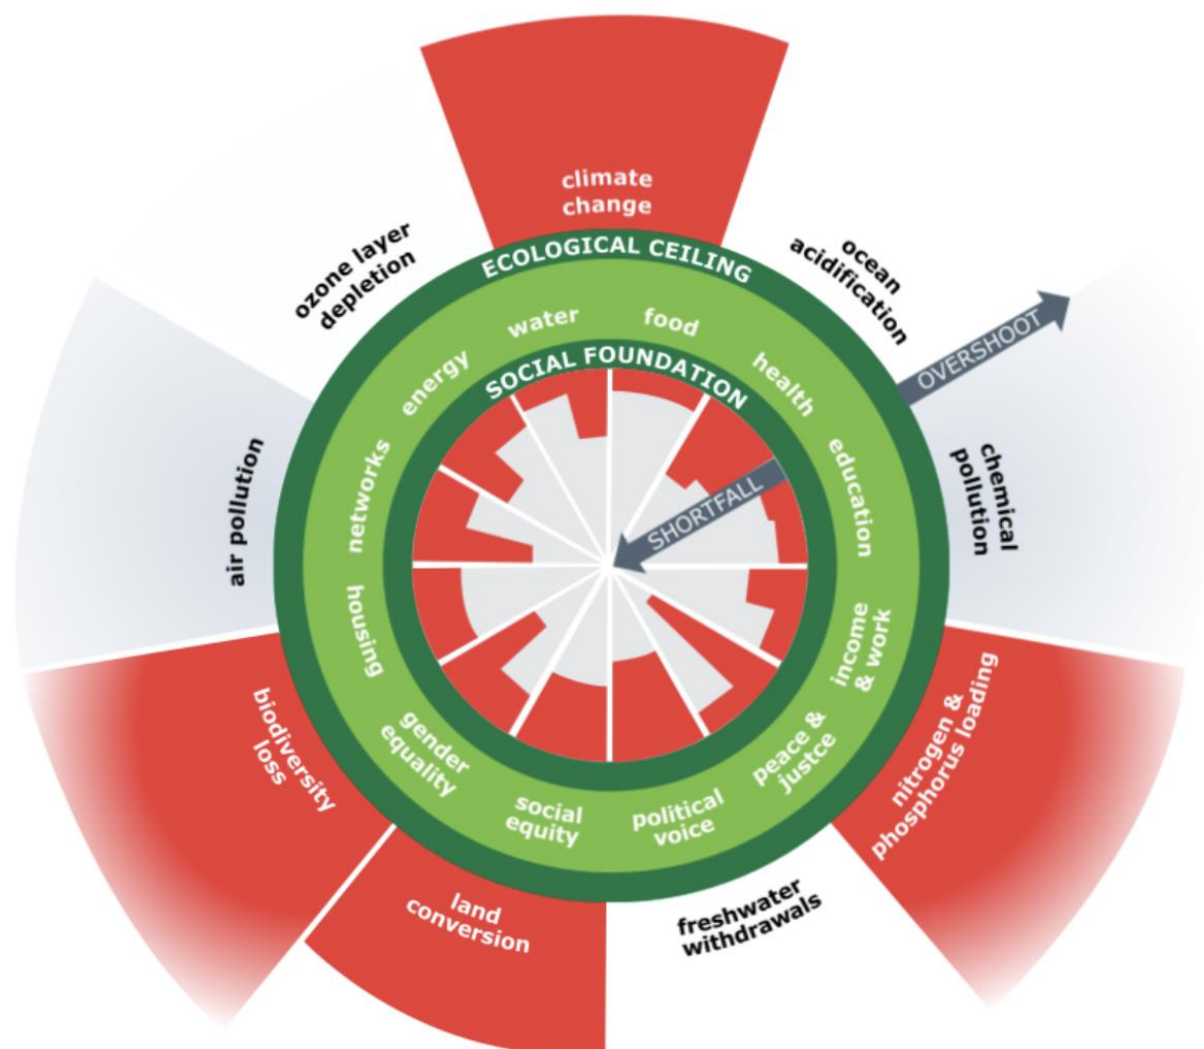 climate
change
ocean
acidification
OVERSHOOT
chemical
pollution
nitrogen &
phosphorus loading
freshwater
withdrawals
land
conversion
biodiversity
loss
air pollution
ozone layer
depletion
ECOLOGICAL CEILING
water
food
health
education
income
& work
peace &
justce
political
voice
social
equity
gender
equality
housing
networks
energy
SOCIAL FOUNDATION
SHORTFALL